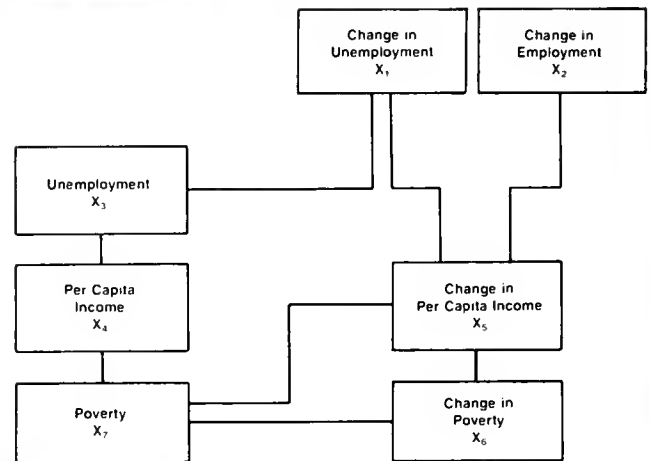 Change in
Unemployment
X₁
Change in
Employment
X₂
Unemployment
X₃
Per Capita
Income
X₄
Change in
Per Capita Income
X₅
Poverty
X₇
Change in
Poverty
X₆